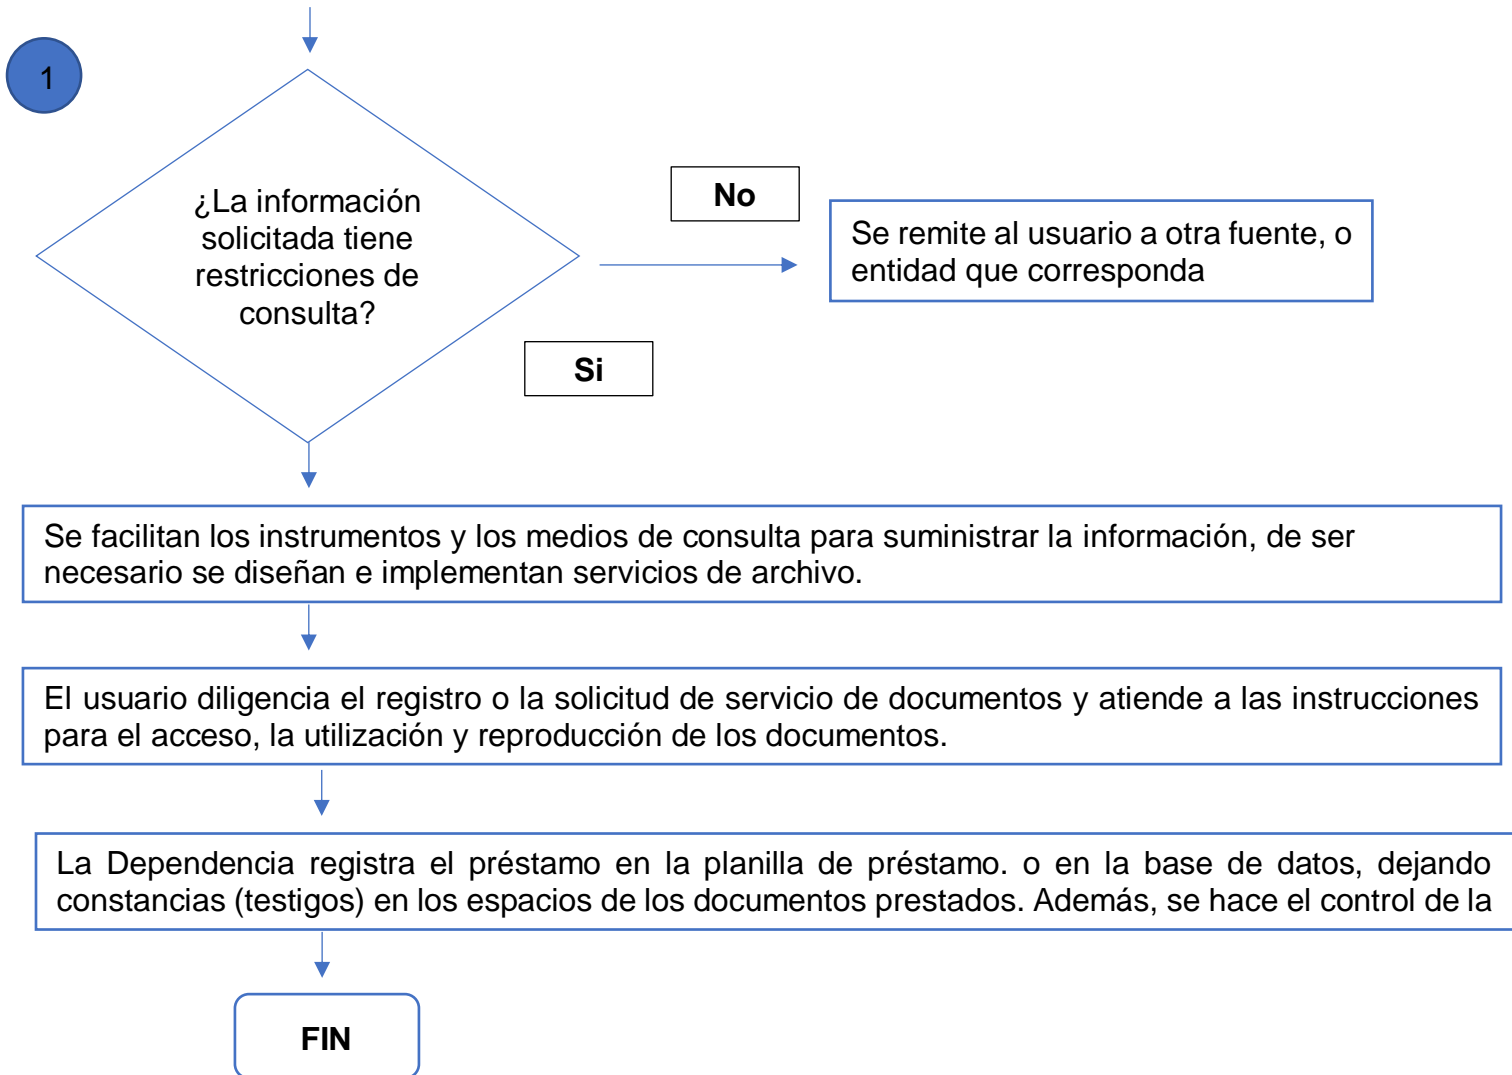 1
¿La información
solicitada tiene
restricciones de
consulta?
No
Se remite al usuario a otra fuente, o
entidad que corresponda
Si
Se facilitan los instrumentos y los medios de consulta para suministrar la información, de ser
necesario se diseñan e implementan servicios de archivo.
El usuario diligencia el registro o la solicitud de servicio de documentos y atiende a las instrucciones
para el acceso, la utilización y reproducción de los documentos.
La Dependencia registra el préstamo en la planilla de préstamo. o en la base de datos, dejando
constancias (testigos) en los espacios de los documentos prestados. Además, se hace el control de la
FIN